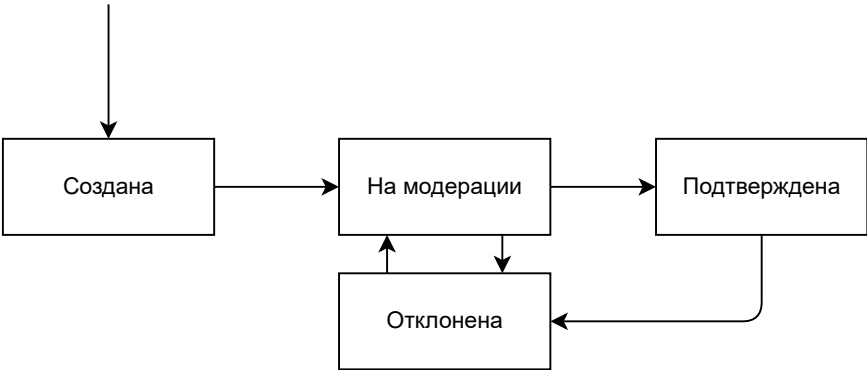 Создана
На модерации
Подтверждена
Отклонена